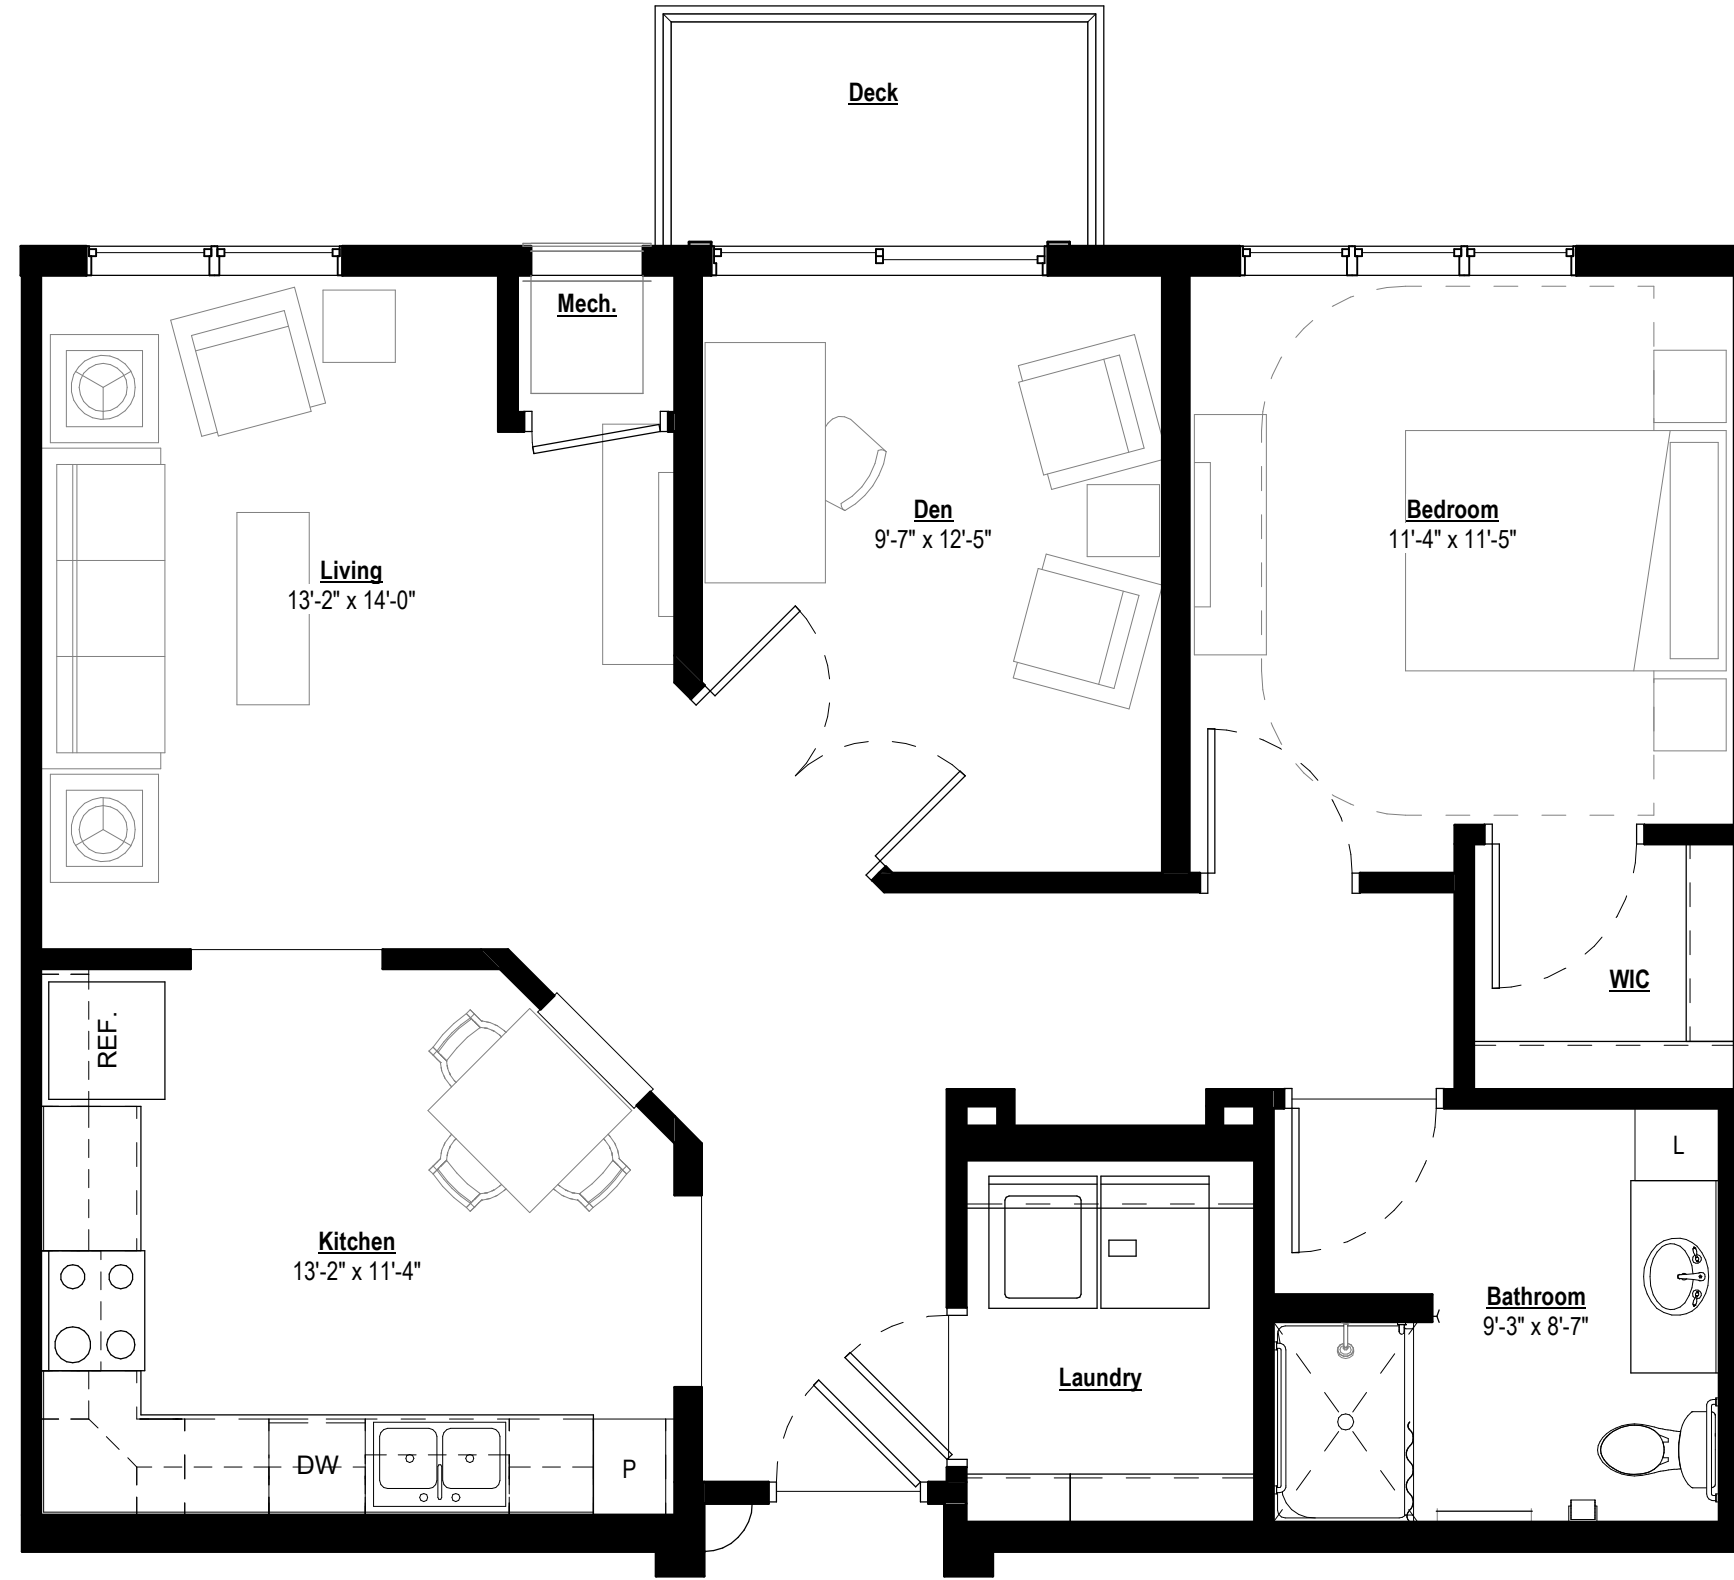 Deck
Mech.
Den
9'-7" x 12'-5"
Bedroom
11'-4" x 11'-5"
Living
13'-2" x 14'-0"
WIC
REF.
L
Kitchen
13'-2" x 11'-4"
Bathroom
9'-3" x 8'-7"
Laundry
DW
P